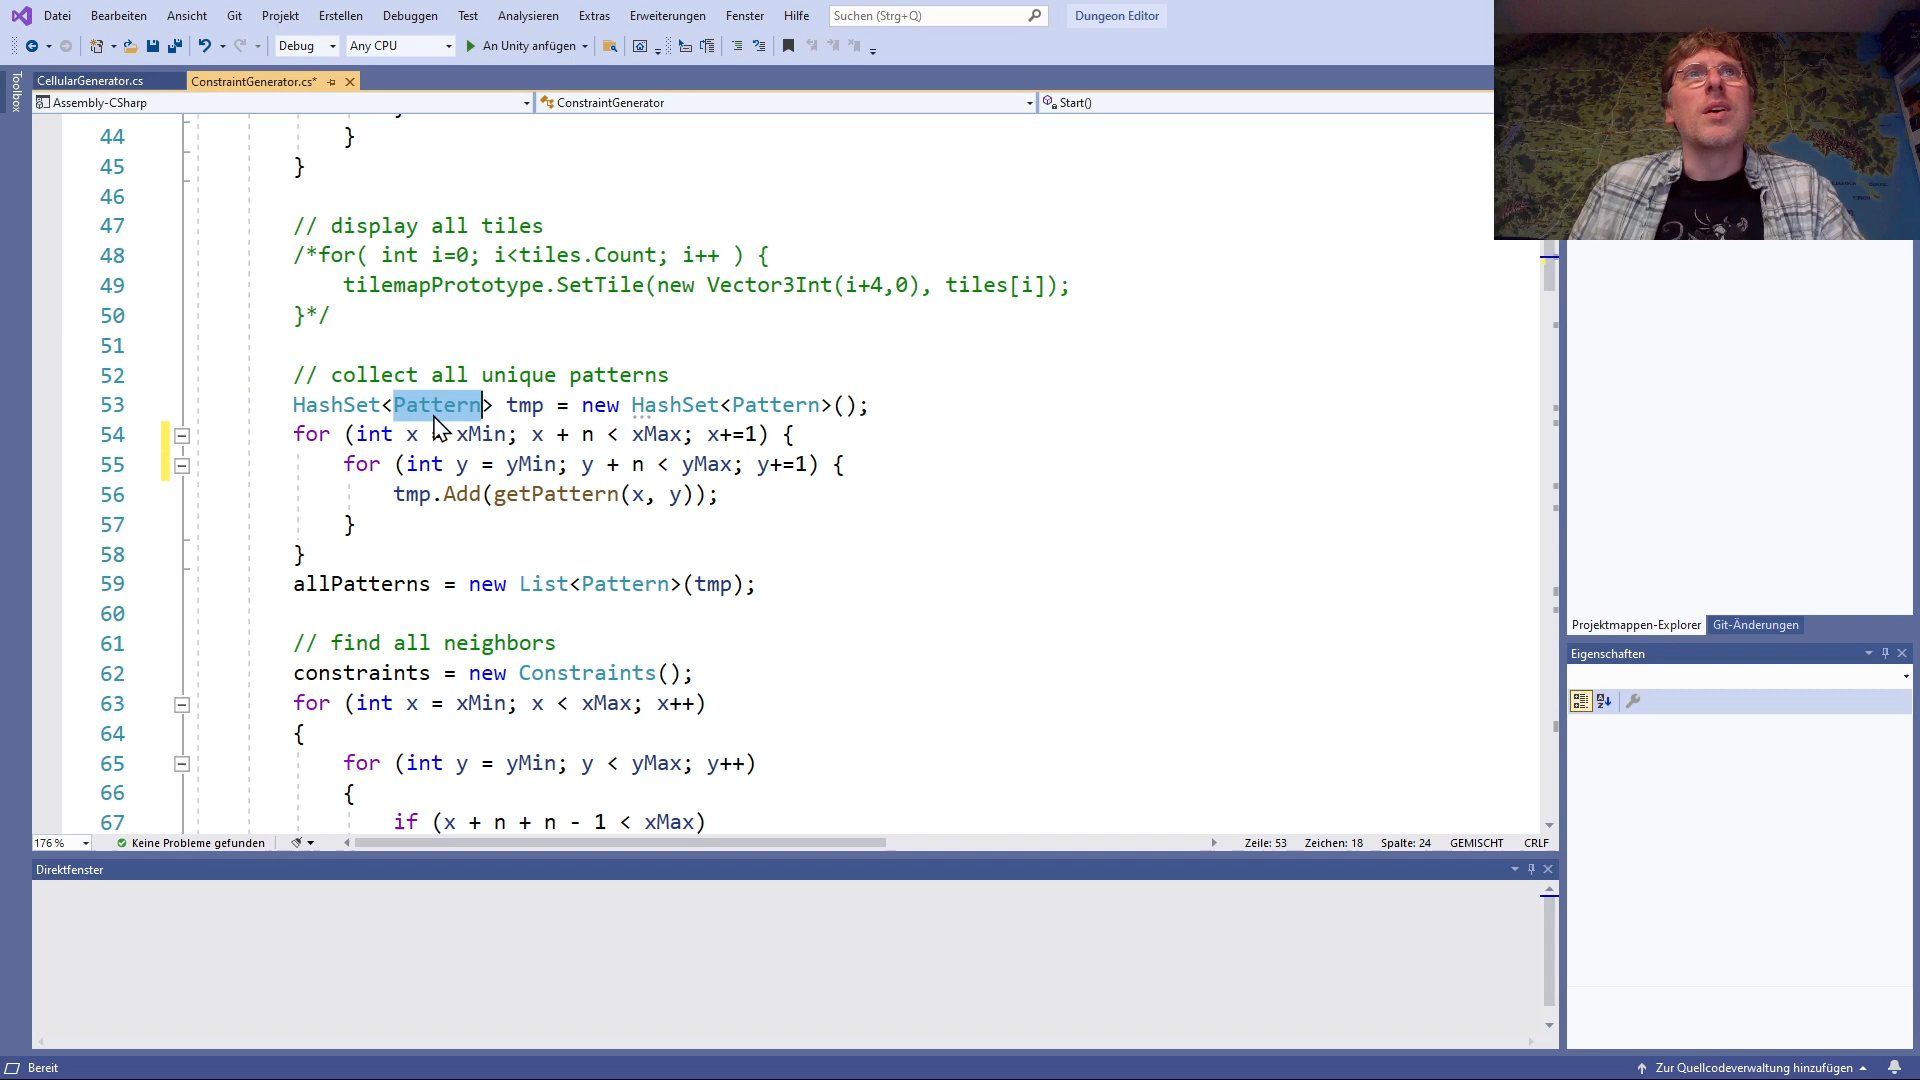 Datei Bearbeiten Ansicht Git Projekt Erstellen Debuggen Test Analysieren Extras Erweiterungen Fenster Hilfe Suchen (Strg+Q) Dungeon Editor
Debug Any CPU An Unity anfügen
Toolbox
CellularGenerator.cs ConstraintGenerator.cs*
Assembly-CSharp ConstraintGenerator Start()
44 }
45 }
46
47 // display all tiles
48 /*for( int i=0; i<tiles.Count; i++ ) {
49 tilemapPrototype.SetTile(new Vector3Int(i+4,0), tiles[i]);
50 }*/
51
52 // collect all unique patterns
53 HashSet<Pattern> tmp = new HashSet<Pattern>();
54 for (int x = xMin; x + n < xMax; x+=1) {
55 for (int y = yMin; y + n < yMax; y+=1) {
56 tmp.Add(getPattern(x, y));
57 }
58 }
59 allPatterns = new List<Pattern>(tmp);
60
61 // find all neighbors
62 constraints = new Constraints();
63 for (int x = xMin; x < xMax; x++)
64 {
65 for (int y = yMin; y < yMax; y++)
66 {
67 if (x + n + n - 1 < xMax)
176 % Keine Probleme gefunden Zeile: 53 Zeichen: 18 Spalte: 24 GEMISCHT CRLF
Direktfenster
Projektmappen-Explorer Git-Änderungen
Eigenschaften
Bereit Zur Quellcodeverwaltung hinzufügen